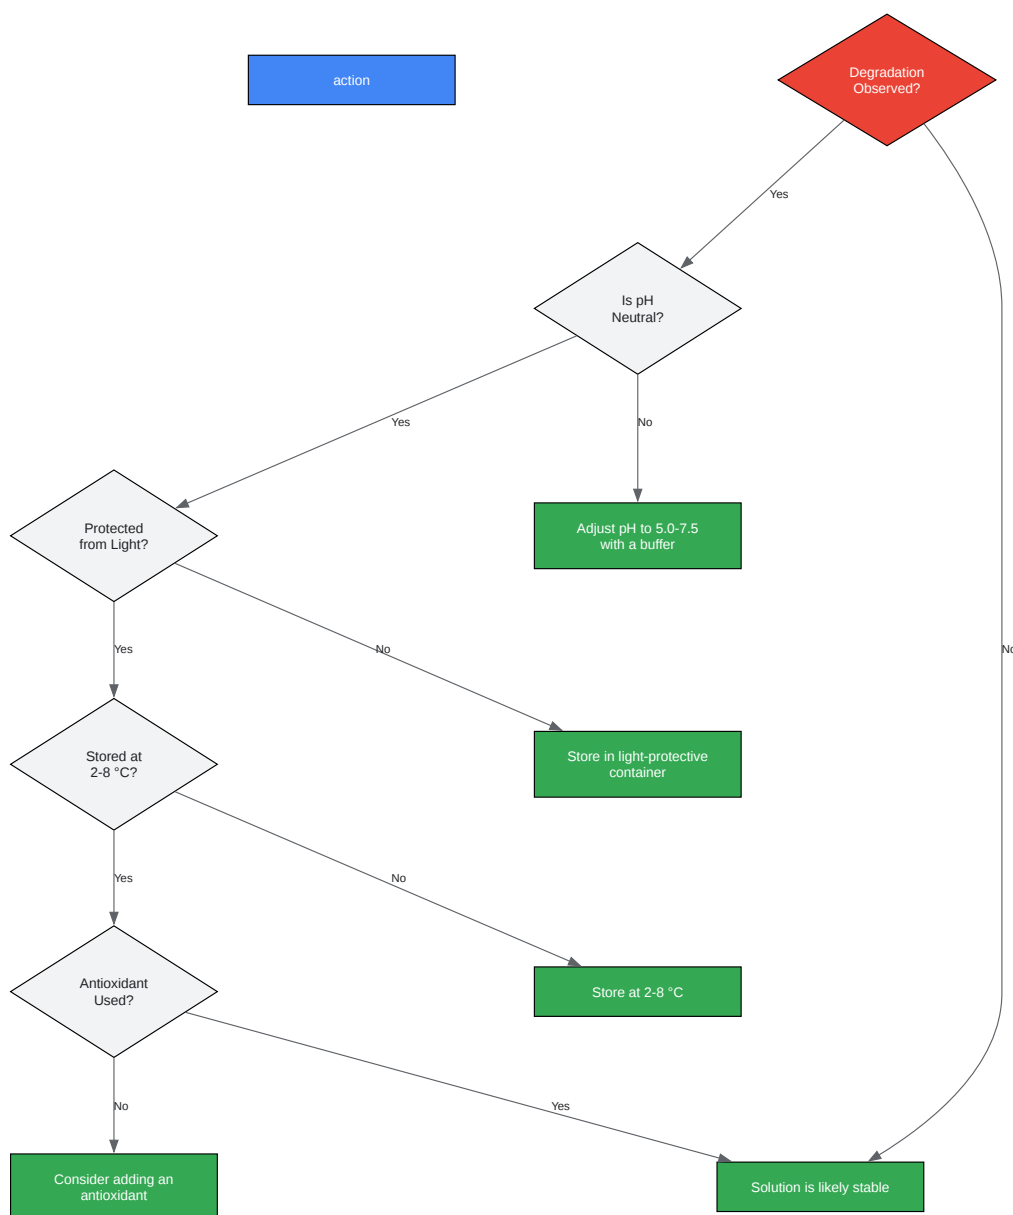 action
Degradation
Observed?
Yes
Is pH
Neutral?
Yes
No
Protected
from Light?
Adjust pH to 5.0-7.5
with a buffer
Yes
No
No
Stored at
2-8 °C?
Store in light-protective
container
Yes
No
Antioxidant
Used?
Store at 2-8 °C
No
Yes
Consider adding an
antioxidant
Solution is likely stable